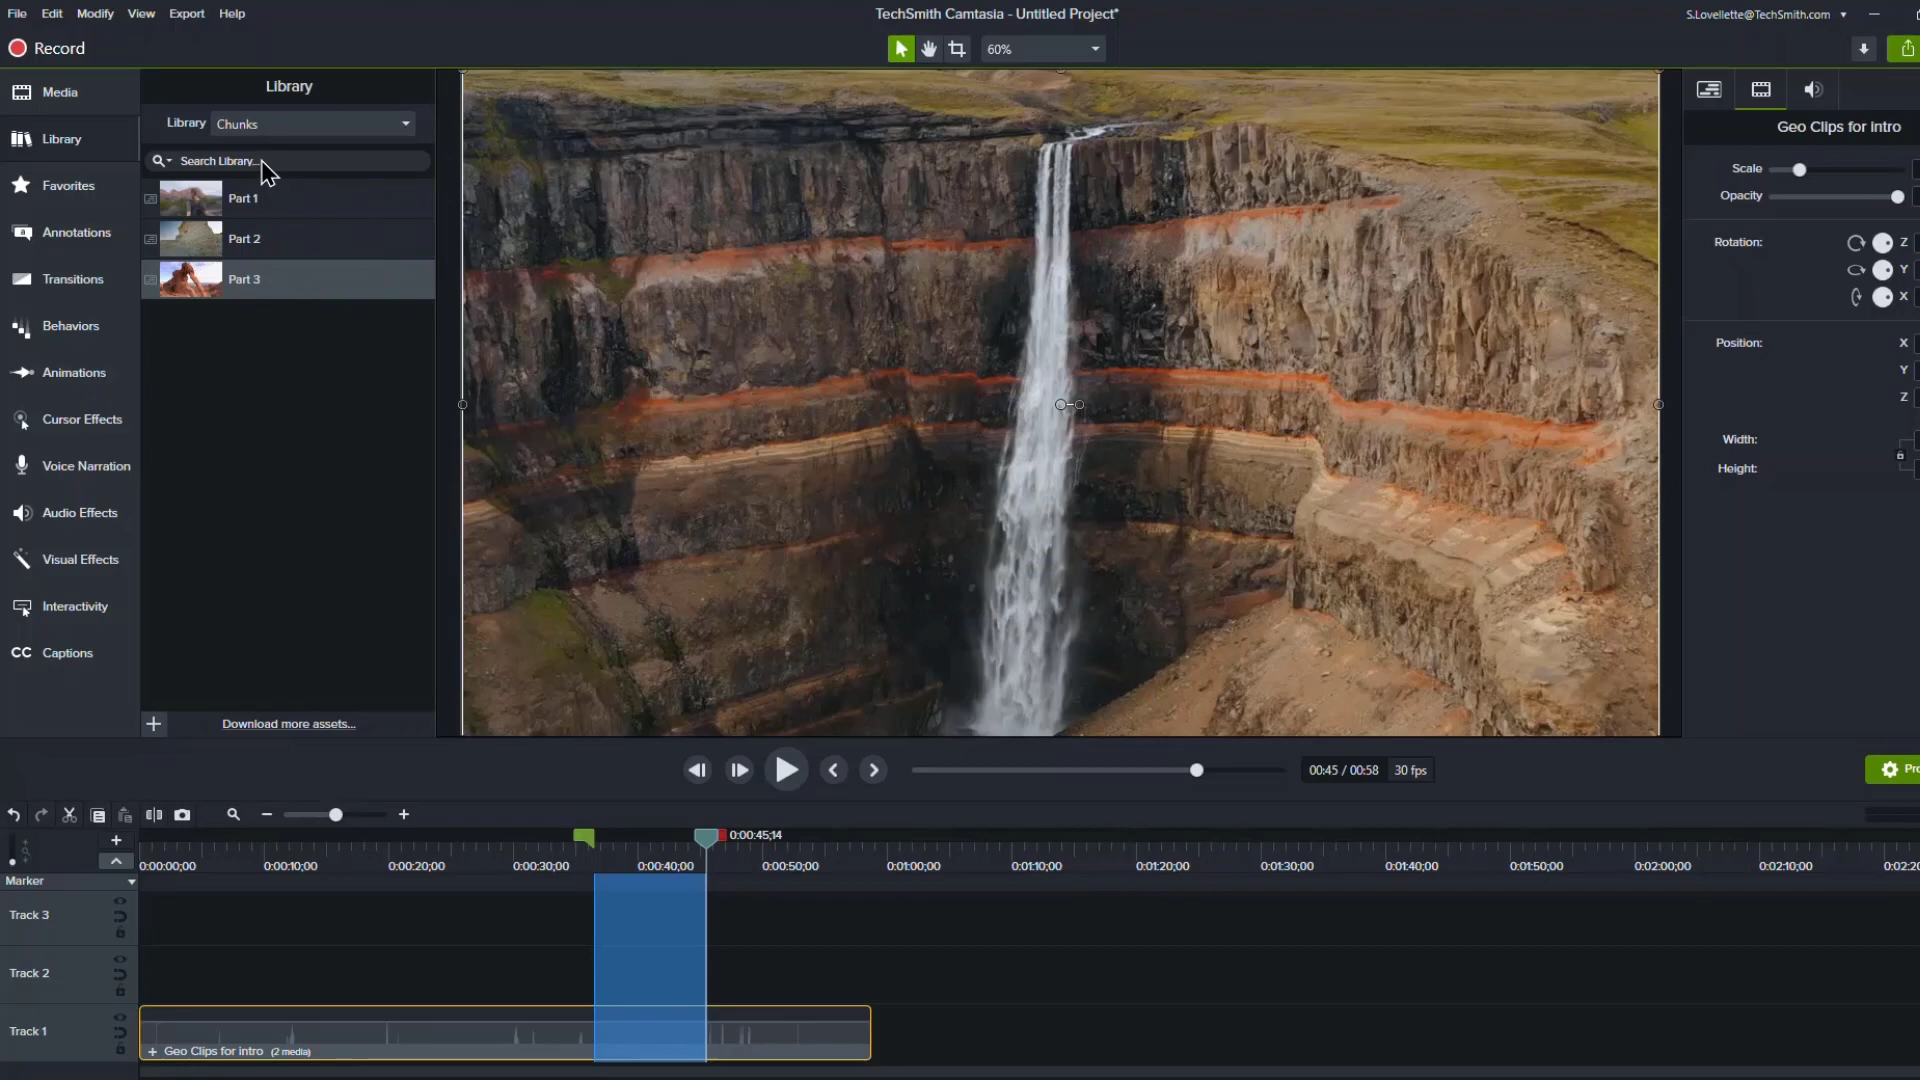 File Edit Modify View Export Help
TechSmith Camtasia - Untitled Project*
S.Lovellette@TechSmith.com
Record
60%
Media
Library
Favorites
Annotations
Transitions
Behaviors
Animations
Cursor Effects
Voice Narration
Audio Effects
Visual Effects
Interactivity
CC Captions
Library
Library Chunks
Search Library...
Part 1
Part 2
Part 3
Download more assets...
Geo Clips for intro
Scale
Opacity
Rotation: Z
Y
X
Position: X
Y
Z
Width:
Height:
00:45 / 00:58 30 fps
Pro
0:00:45;14
0:00:00;00 0:00:10;00 0:00:20;00 0:00:30;00 0:00:40;00 0:00:50;00 0:01:00;00 0:01:10;00 0:01:20;00 0:01:30;00 0:01:40;00 0:01:50;00 0:02:00;00 0:02:10;00 0:02:20
Marker
Track 3
Track 2
Track 1
+ Geo Clips for intro (2 media)